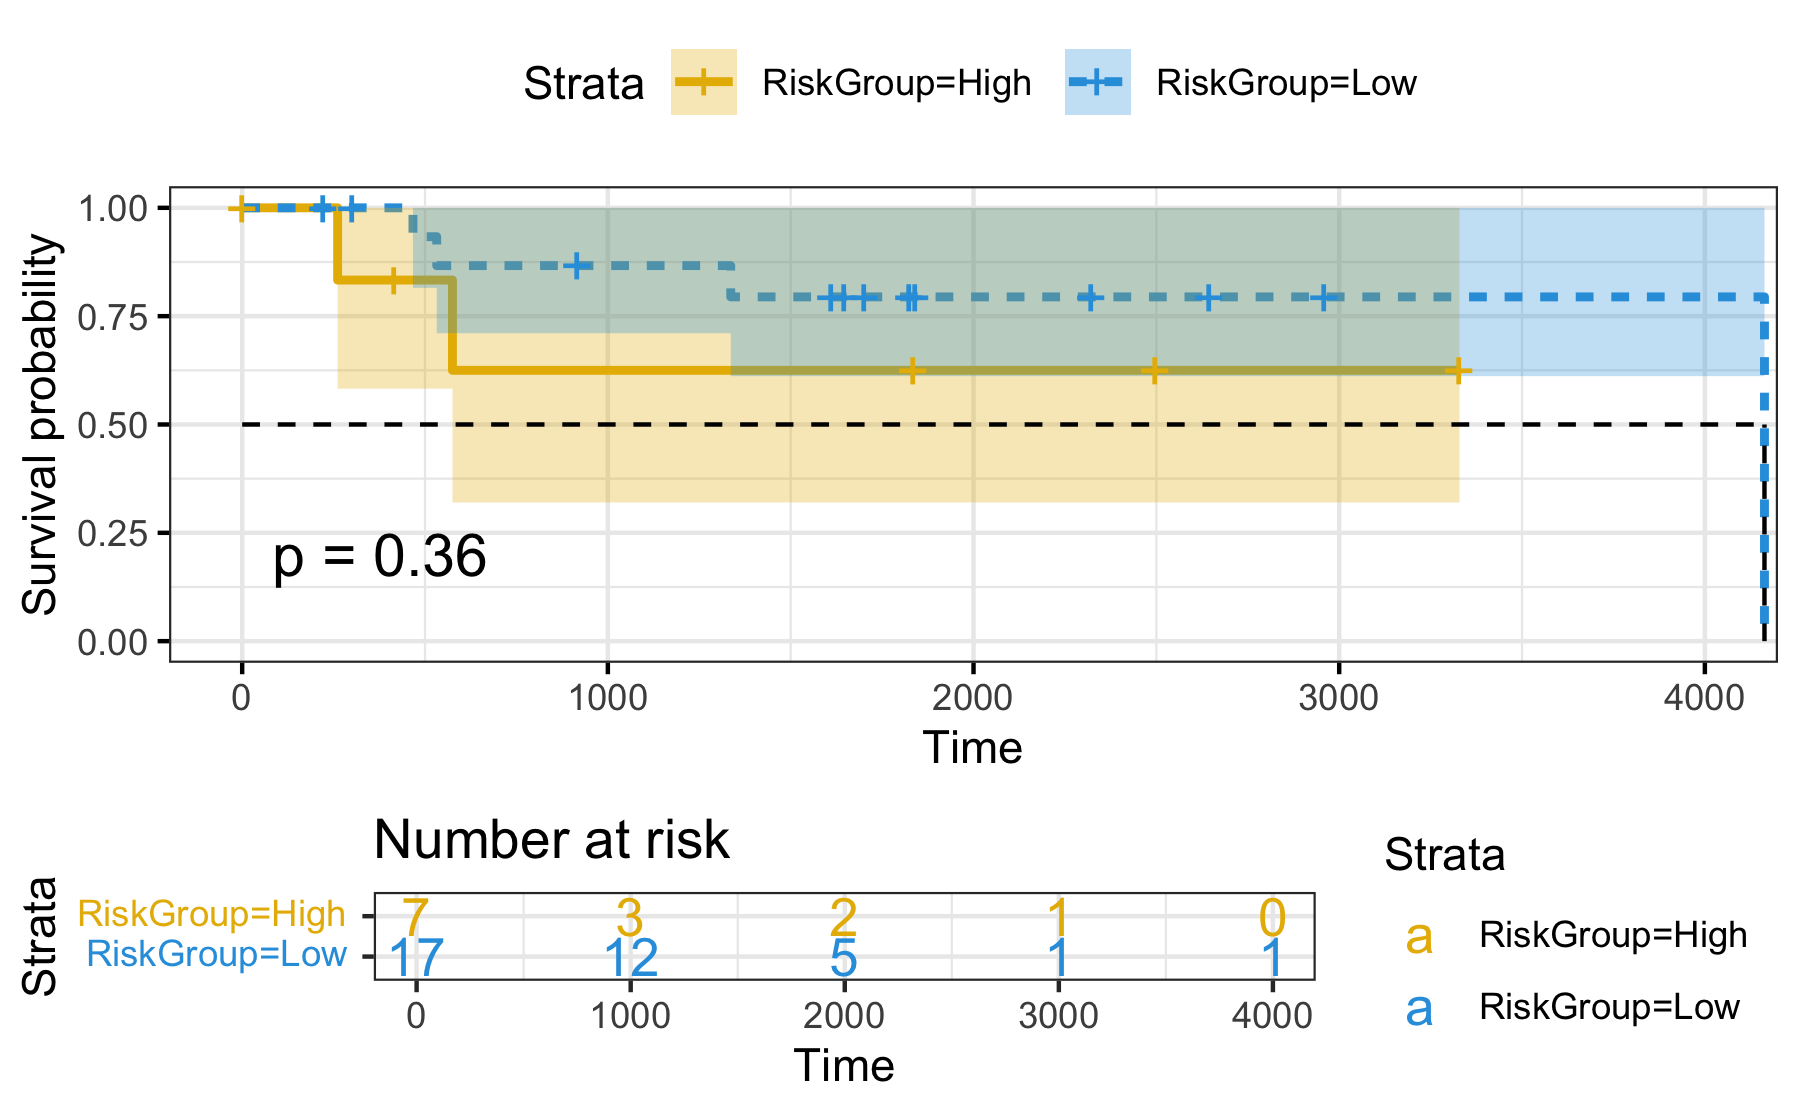 Strata RiskGroup=High RiskGroup=Low
Survival probability
1.00
0.75
0.50
0.25
0.00
p = 0.36
0 1000 2000 3000 4000
Time
Number at risk
Strata
RiskGroup=High 7 3 2 1 0
RiskGroup=Low 17 12 5 1 1
0 1000 2000 3000 4000
Time
Strata
a RiskGroup=High
a RiskGroup=Low